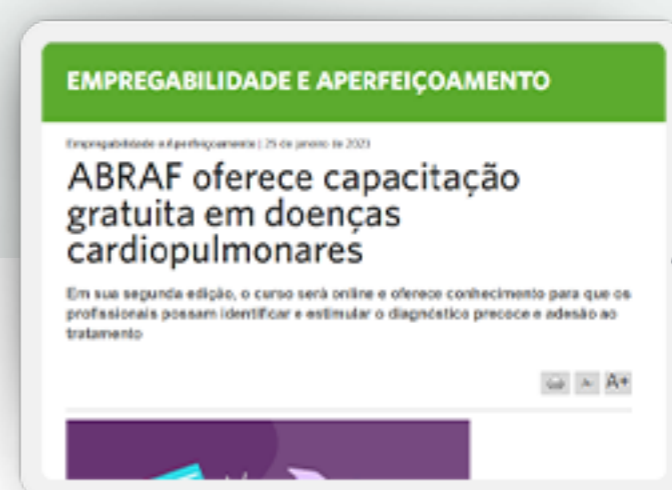 EMPREGABILIDADE E APERFEIÇOAMENTO
Empregabilidade e Aperfeiçoamento | 25 de janeiro de 2023
ABRAF oferece capacitação
gratuita em doenças
cardiopulmonares
Em sua segunda edição, o curso será online e oferece conhecimento para que os
profissionais possam identificar e estimular o diagnóstico precoce e adesão ao
tratamento
A+